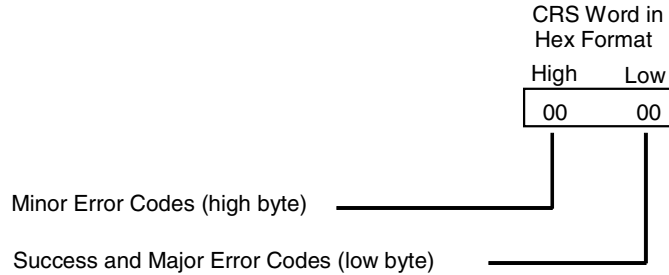 CRS Word in
Hex Format
High Low
00 00
Minor Error Codes (high byte)
Success and Major Error Codes (low byte)